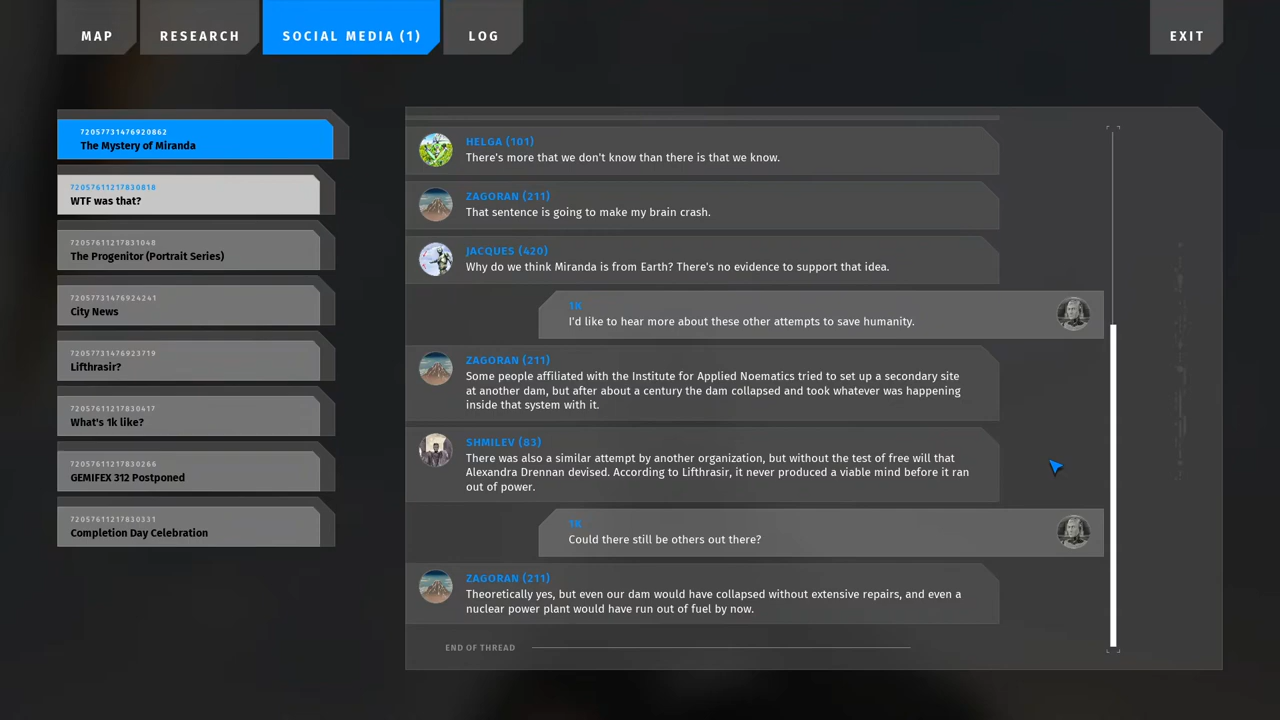 MAP
RESEARCH
SOCIAL MEDIA (1)
LOG
EXIT
72057731476920862
The Mystery of Miranda
72057611217830818
WTF was that?
72057611217831048
The Progenitor (Portrait Series)
72057731476924241
City News
72057731476923719
Lifthrasir?
72057611217830417
What's 1k like?
72057611217830266
GEMIFEX 312 Postponed
72057611217830331
Completion Day Celebration
HELGA (101)
There's more that we don't know than there is that we know.
ZAGORAN (211)
That sentence is going to make my brain crash.
JACQUES (420)
Why do we think Miranda is from Earth? There's no evidence to support that idea.
1K
I'd like to hear more about these other attempts to save humanity.
ZAGORAN (211)
Some people affiliated with the Institute for Applied Noematics tried to set up a secondary site
at another dam, but after about a century the dam collapsed and took whatever was happening
inside that system with it.
SHMILEV (83)
There was also a similar attempt by another organization, but without the test of free will that
Alexandra Drennan devised. According to Lifthrasir, it never produced a viable mind before it ran
out of power.
1K
Could there still be others out there?
ZAGORAN (211)
Theoretically yes, but even our dam would have collapsed without extensive repairs, and even a
nuclear power plant would have run out of fuel by now.
END OF THREAD